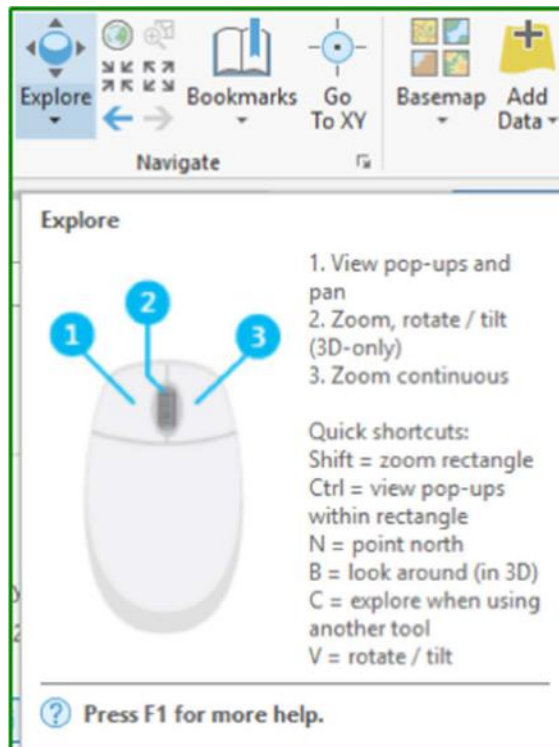 Explore
Bookmarks
Go
To XY
Basemap
Add
Data
Navigate
Explore
1
2
3
1. View pop-ups and
pan
2. Zoom, rotate / tilt
(3D-only)
3. Zoom continuous
Quick shortcuts:
Shift = zoom rectangle
Ctrl = view pop-ups
within rectangle
N = point north
B = look around (in 3D)
C = explore when using
another tool
V = rotate / tilt
? Press F1 for more help.